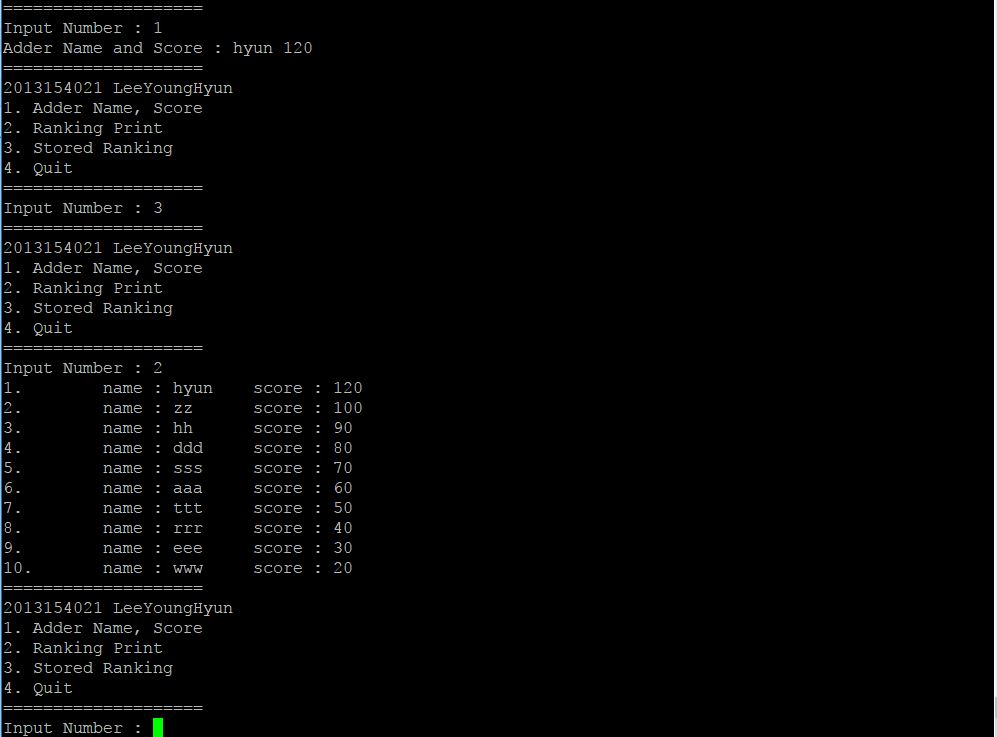 ====================
Input Number : 1
Adder Name and Score : hyun 120
====================
2013154021 LeeYoungHyun
1. Adder Name, Score
2. Ranking Print
3. Stored Ranking
4. Quit
====================
Input Number : 3
====================
2013154021 LeeYoungHyun
1. Adder Name, Score
2. Ranking Print
3. Stored Ranking
4. Quit
====================
Input Number : 2
1.        name : hyun    score : 120
2.        name : zz      score : 100
3.        name : hh      score : 90
4.        name : ddd     score : 80
5.        name : sss     score : 70
6.        name : aaa     score : 60
7.        name : ttt     score : 50
8.        name : rrr     score : 40
9.        name : eee     score : 30
10.       name : www     score : 20
====================
2013154021 LeeYoungHyun
1. Adder Name, Score
2. Ranking Print
3. Stored Ranking
4. Quit
====================
Input Number :